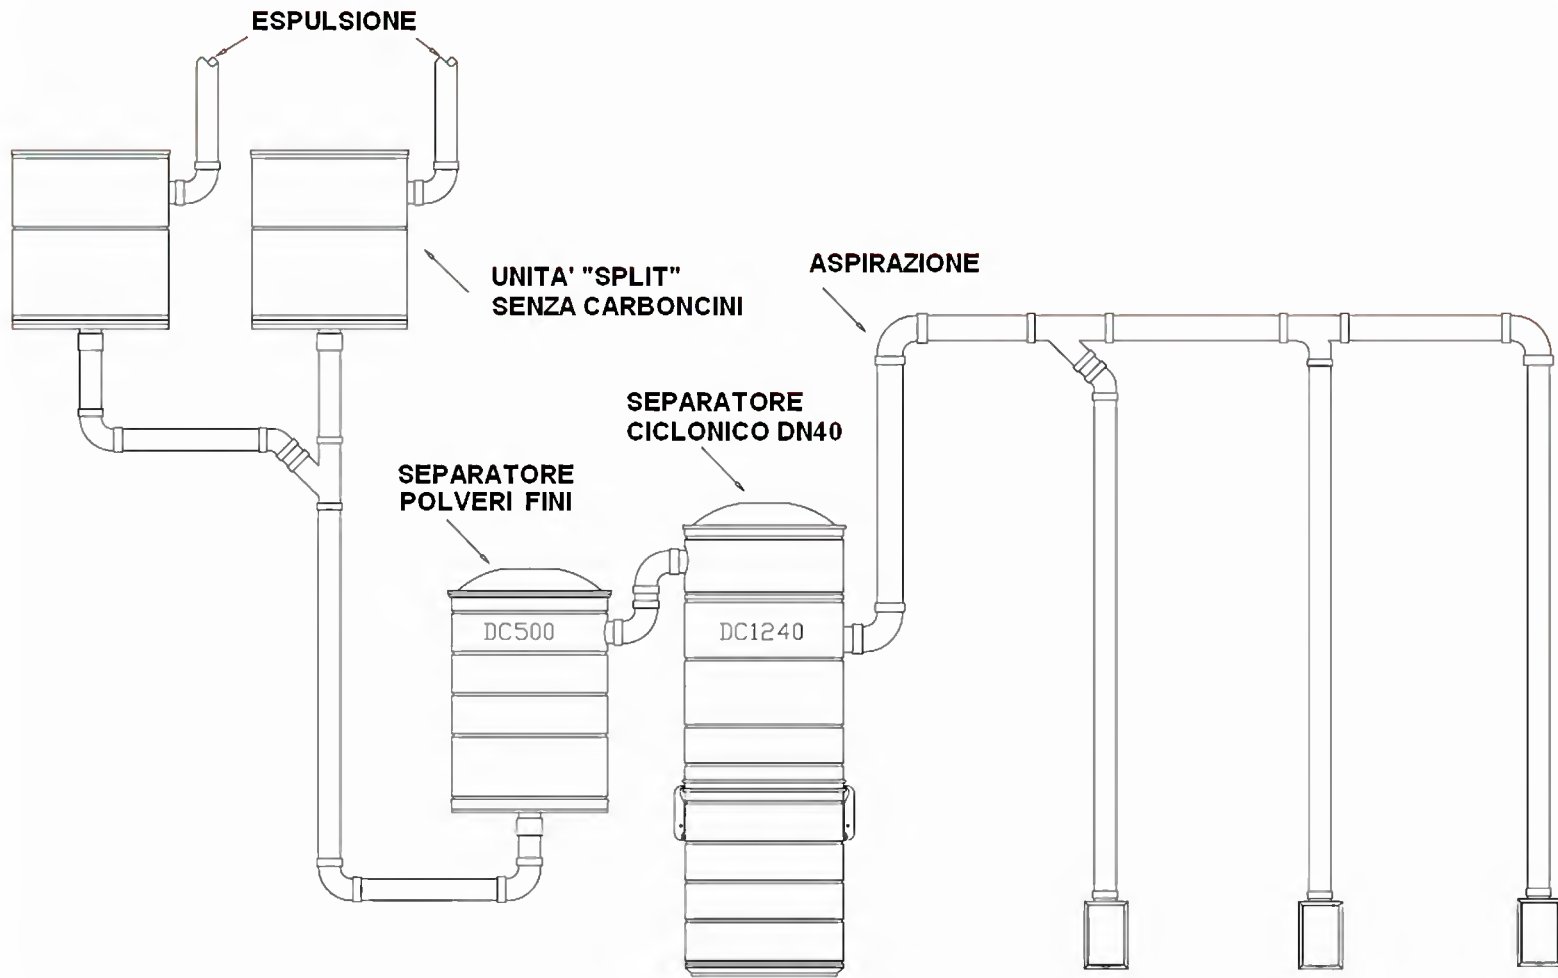 ESPULSIONE
UNITA' "SPLIT"
SENZA CARBONCINI
ASPIRAZIONE
SEPARATORE
CICLONICO DN40
SEPARATORE
POLVERI FINI
DC500
DC1240